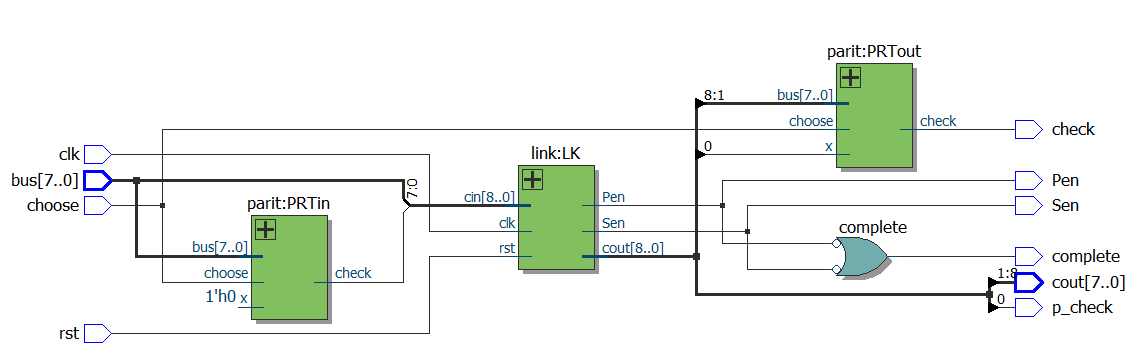 parit:PRTout
8:1
bus[7..0]
choose
check
check
0
x
clk
link:LK
bus[7..0]
7:0
Pen
choose
parit:PRTin
cin[8..0]
Pen
Sen
clk
Sen
complete
bus[7..0]
rst
cout[8..0]
complete
choose
check
1:8
cout[7..0]
1'h0
x
0
p_check
rst